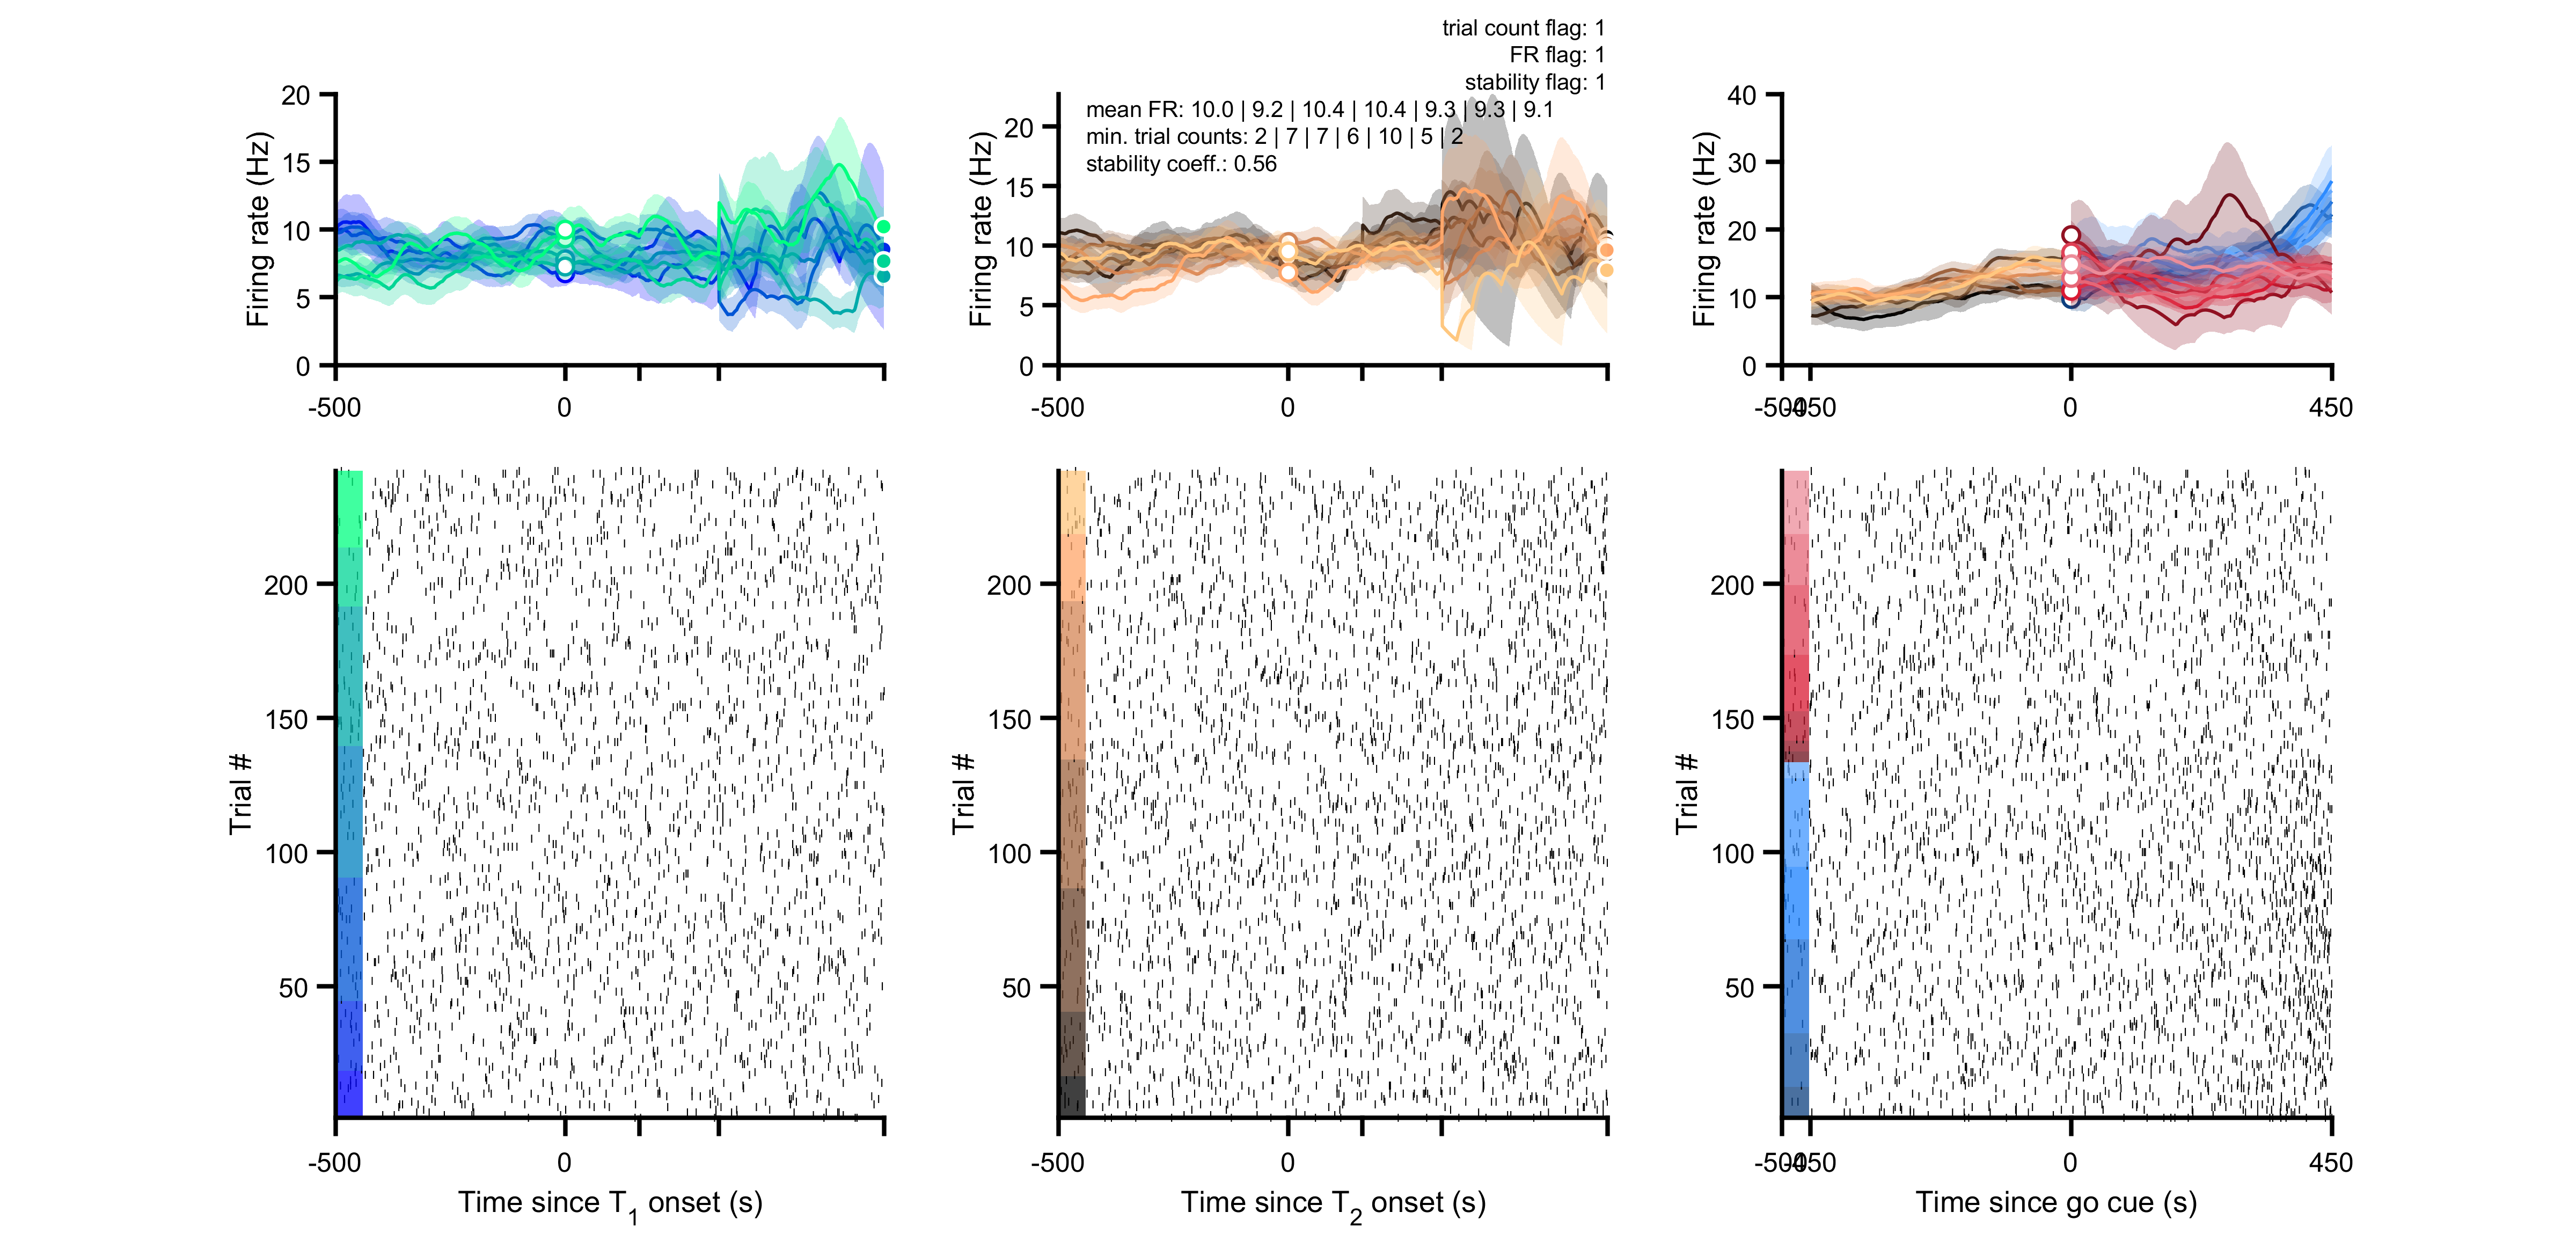 trial count flag: 1
FR flag: 1
stability flag: 1
mean FR: 10.0 | 9.2 | 10.4 | 10.4 | 9.3 | 9.3 | 9.1
min. trial counts: 2 | 7 | 7 | 6 | 10 | 5 | 2
stability coeff.: 0.56
Firing rate (Hz)
20
15
10
5
0
-500
0
Firing rate (Hz)
20
15
10
5
0
-500
0
Firing rate (Hz)
40
30
20
10
0
-500
-450
0
450
Trial #
200
150
100
50
-500
0
Time since T1 onset (s)
Trial #
200
150
100
50
-500
0
Time since T2 onset (s)
Trial #
200
150
100
50
-500
-450
0
450
Time since go cue (s)